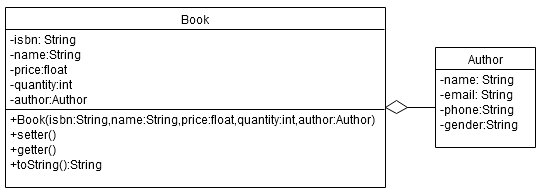 Book
-isbn: String
-name:String
-price:float
-quantity:int
-author:Author
+Book(isbn:String,name:String,price:float,quantity:int,author:Author)
+setter()
+getter()
+toString():String
Author
-name: String
-email: String
-phone:String
-gender:String